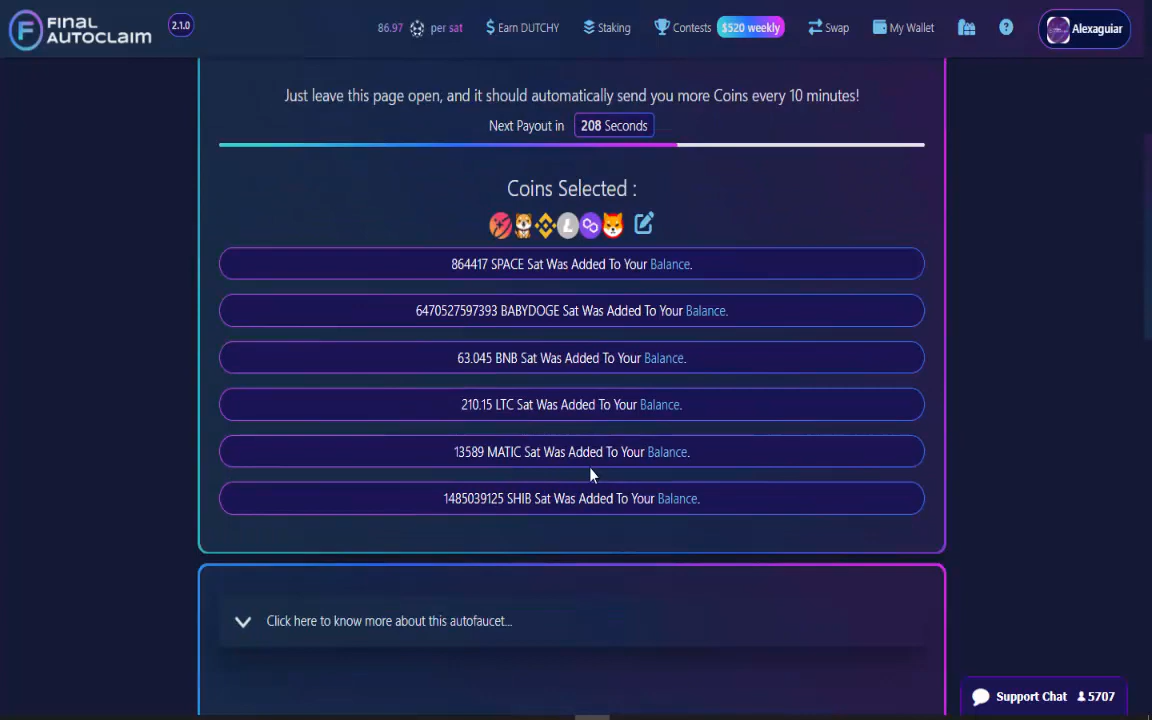 FINAL AUTOCLAIM 2.1.0 86.97 per sat Earn DUTCHY Staking Contests $520 weekly Swap My Wallet ? Alexaguiar
Just leave this page open, and it should automatically send you more Coins every 10 minutes!
Next Payout in 208 Seconds
Coins Selected :
864417 SPACE Sat Was Added To Your Balance.
6470527597393 BABYDOGE Sat Was Added To Your Balance.
63.045 BNB Sat Was Added To Your Balance.
210.15 LTC Sat Was Added To Your Balance.
13589 MATIC Sat Was Added To Your Balance.
1485039125 SHIB Sat Was Added To Your Balance.
Click here to know more about this autofaucet...
Support Chat 5707